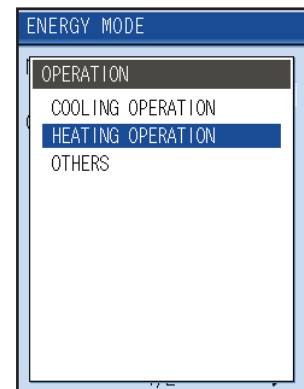 ENERGY MODE
OPERATION
COOLING OPERATION
HEATING OPERATION
OTHERS